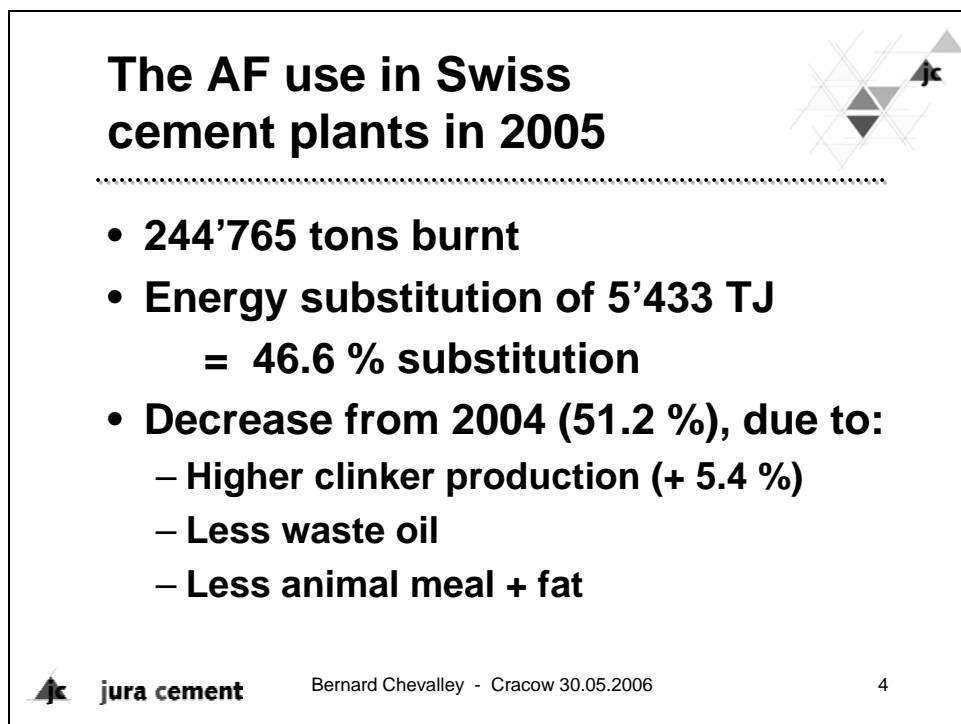 The AF use in Swiss
cement plants in 2005
jc
• 244’765 tons burnt
• Energy substitution of 5’433 TJ
= 46.6 % substitution
• Decrease from 2004 (51.2 %), due to:
– Higher clinker production (+ 5.4 %)
– Less waste oil
– Less animal meal + fat
jc jura cement Bernard Chevalley - Cracow 30.05.2006 4